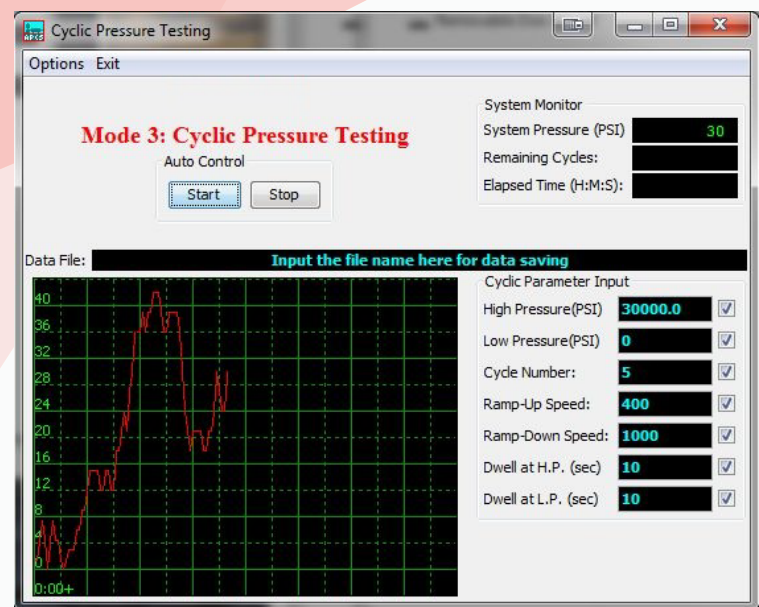 Cyclic Pressure Testing
Options Exit
Mode 3: Cyclic Pressure Testing
Auto Control
Start Stop
System Monitor
System Pressure (PSI) 30
Remaining Cycles:
Elapsed Time (H:M:S):
Data File: Input the file name here for data saving
40
36
32
28
24
20
16
12
8
4
0
0:00+
Cyclic Parameter Input
High Pressure(PSI) 30000.0
Low Pressure(PSI) 0
Cycle Number: 5
Ramp-Up Speed: 400
Ramp-Down Speed: 1000
Dwell at H.P. (sec) 10
Dwell at L.P. (sec) 10